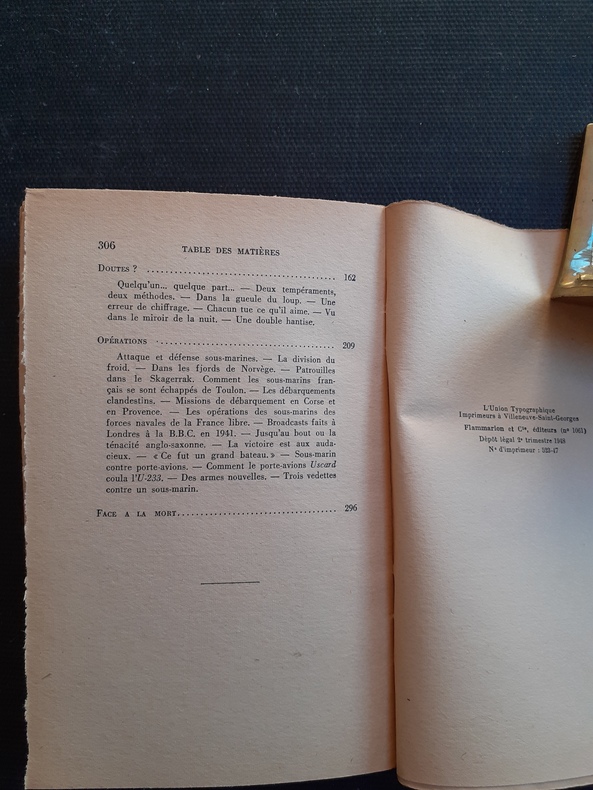 306
TABLE DES MATIÈRES
DOUTES ? ........................................ 162
Quelqu'un... quelque part... — Deux tempéraments,
deux méthodes. — Dans la gueule du loup. — Une
erreur de chiffrage. — Chacun tue ce qu'il aime. — Vu
dans le miroir de la nuit. — Une double hantise.
OPÉRATIONS ........................................ 209
Attaque et défense sous-marines. — La division du
froid. — Dans les fjords de Norvège. — Patrouilles
dans le Skagerrak. Comment les sous-marins fran-
çais se sont échappés de Toulon. — Les débarquements
clandestins. — Missions de débarquement en Corse et
en Provence. — Les opérations des sous-marins des
forces navales de la France libre. — Broadcasts faits à
Londres à la B.B.C. en 1941. — Jusqu'au bout ou la
ténacité anglo-saxonne. — La victoire est aux auda-
cieux. — « Ce fut un grand bateau. » — Sous-marin
contre porte-avions. — Comment le porte-avions Uscard
coula l'U-233. — Des armes nouvelles. — Trois vedettes
contre un sous-marin.
FACE A LA MORT........................................ 296
L'Union Typographique
Imprimeurs à Villeneuve-Saint-Georges
Flammarion et Cie, éditeurs (n° 1061)
Dépôt légal 2e trimestre 1948
N° d'imprimeur : 523-47